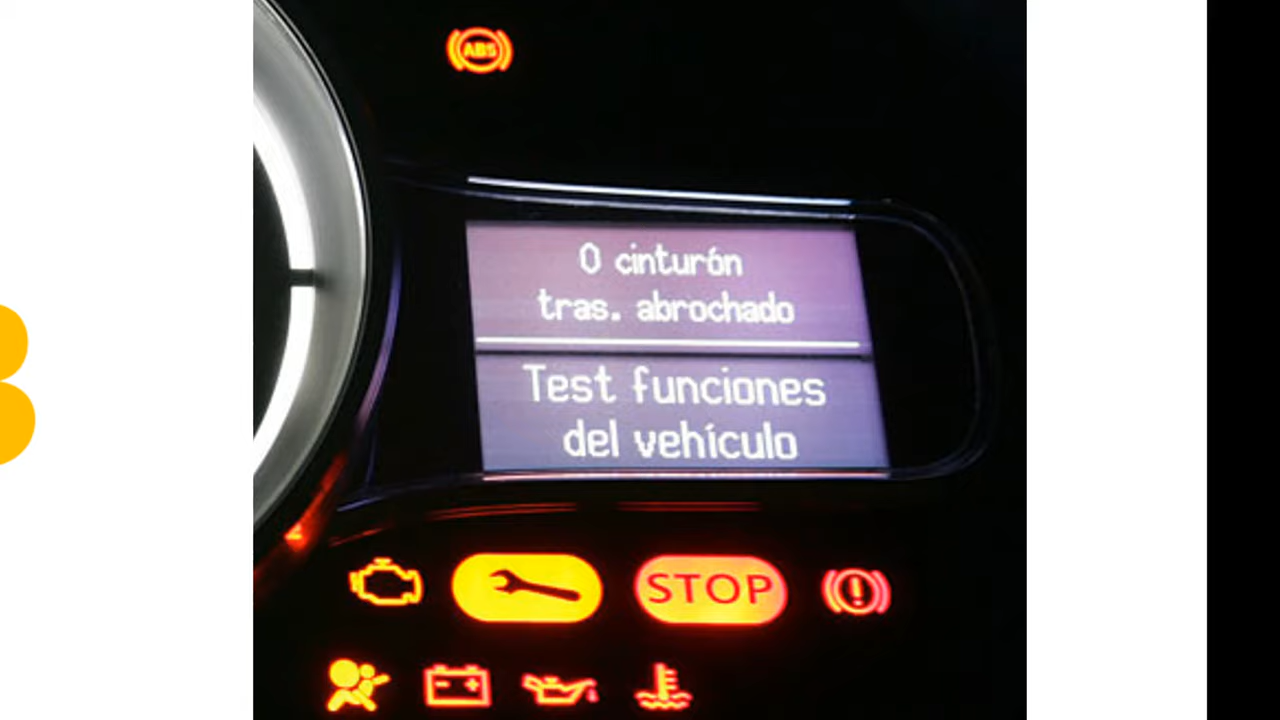 ABS
0 cinturón
tras. abrochado
Test funciones
del vehículo
STOP